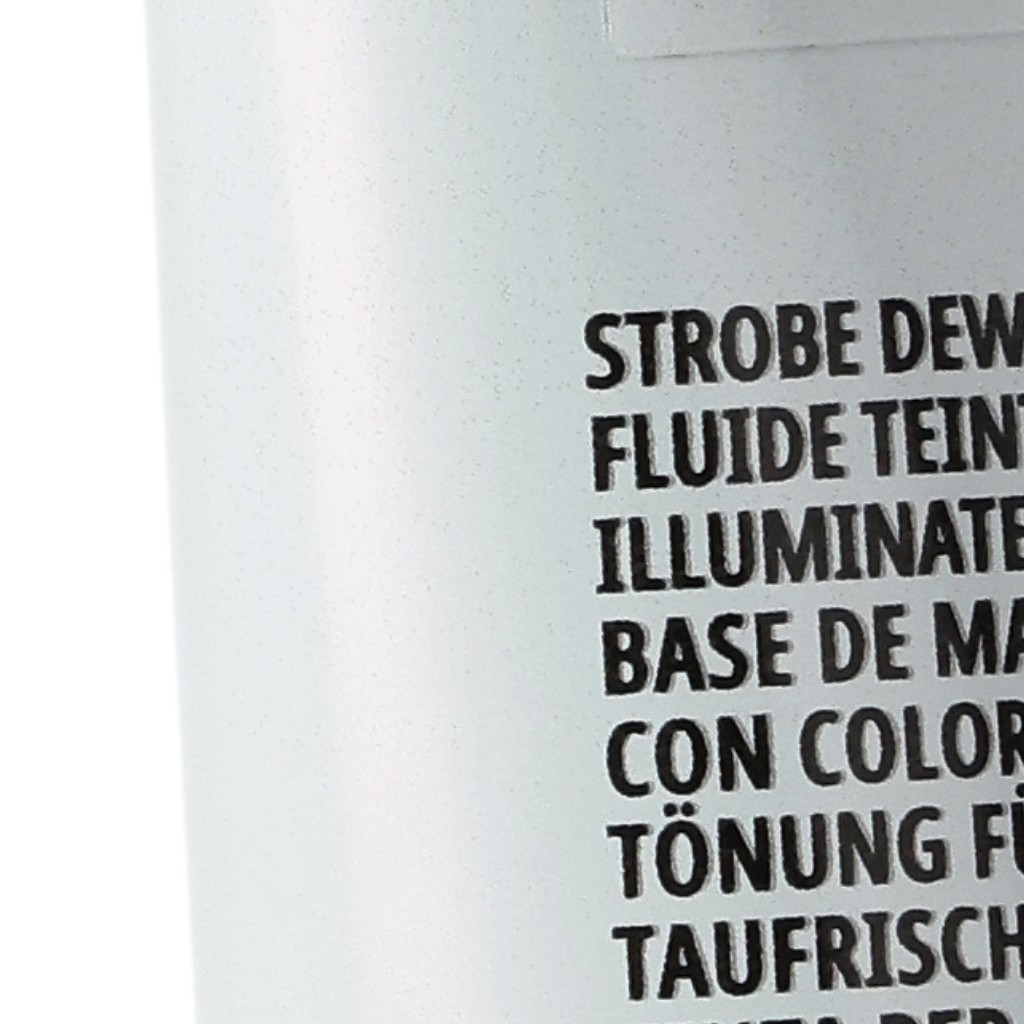 STROBE DEW
FLUIDE TEINT
ILLUMINATE
BASE DE MA
CON COLOR
TÖNUNG FÜ
TAUFRISCH